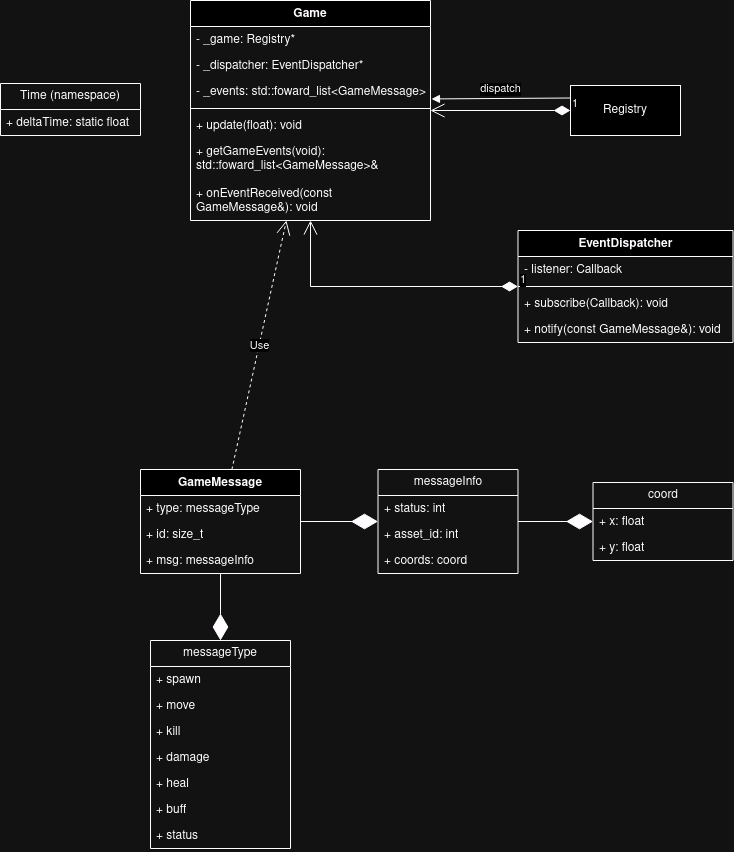 Game
- _game: Registry*
- _dispatcher: EventDispatcher*
- _events: std::foward_list<GameMessage>
+ update(float): void
+ getGameEvents(void):
std::foward_list<GameMessage>&
+ onEventReceived(const
GameMessage&): void
Time (namespace)
+ deltaTime: static float
dispatch
1
Registry
EventDispatcher
- listener: Callback
1
+ subscribe(Callback): void
+ notify(const GameMessage&): void
Use
GameMessage
+ type: messageType
+ id: size_t
+ msg: messageInfo
messageInfo
+ status: int
+ asset_id: int
+ coords: coord
coord
+ x: float
+ y: float
messageType
+ spawn
+ move
+ kill
+ damage
+ heal
+ buff
+ status